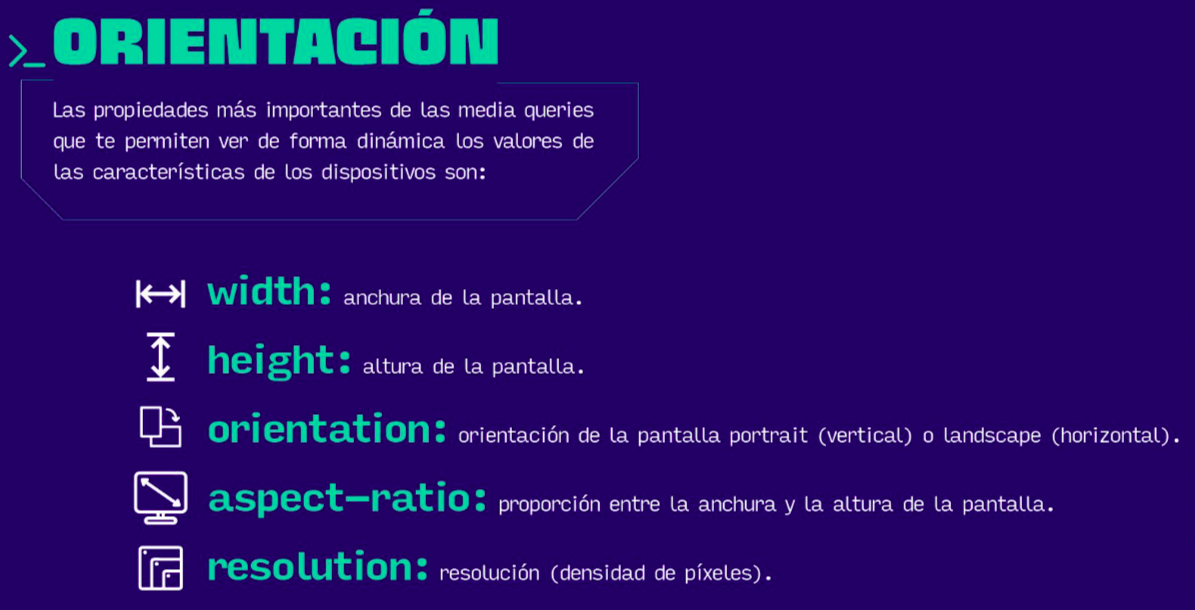 >_ORIENTACIÓN
Las propiedades más importantes de las media queries
que te permiten ver de forma dinámica los valores de
las características de los dispositivos son:
width: anchura de la pantalla.
height: altura de la pantalla.
orientation: orientación de la pantalla portrait (vertical) o landscape (horizontal).
aspect-ratio: proporción entre la anchura y la altura de la pantalla.
resolution: resolución (densidad de píxeles).